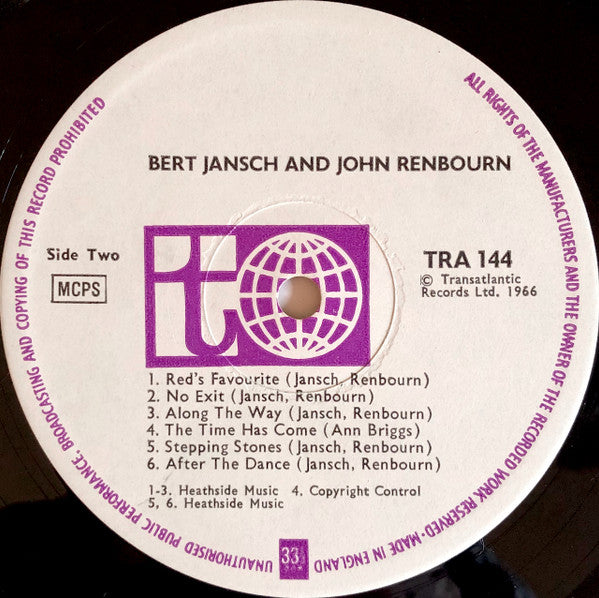 BERT JANSCH AND JOHN RENBOURN
Side Two
MCPS
it
TRA 144
© Transatlantic
Records Ltd. 1966
1. Red's Favourite (Jansch, Renbourn)
2. No Exit (Jansch, Renbourn)
3. Along The Way (Jansch, Renbourn)
4. The Time Has Come (Ann Briggs)
5. Stepping Stones (Jansch, Renbourn)
6. After The Dance (Jansch, Renbourn)
1-3. Heathside Music 4. Copyright Control
5, 6. Heathside Music
ALL RIGHTS OF THE MANUFACTURERS AND THE OWNER OF THE RECORDED WORK RESERVED-MADE IN ENGLAND
33⅓
UNAUTHORISED PUBLIC PERFORMANCE, BROADCASTING AND COPYING OF THIS RECORD PROHIBITED